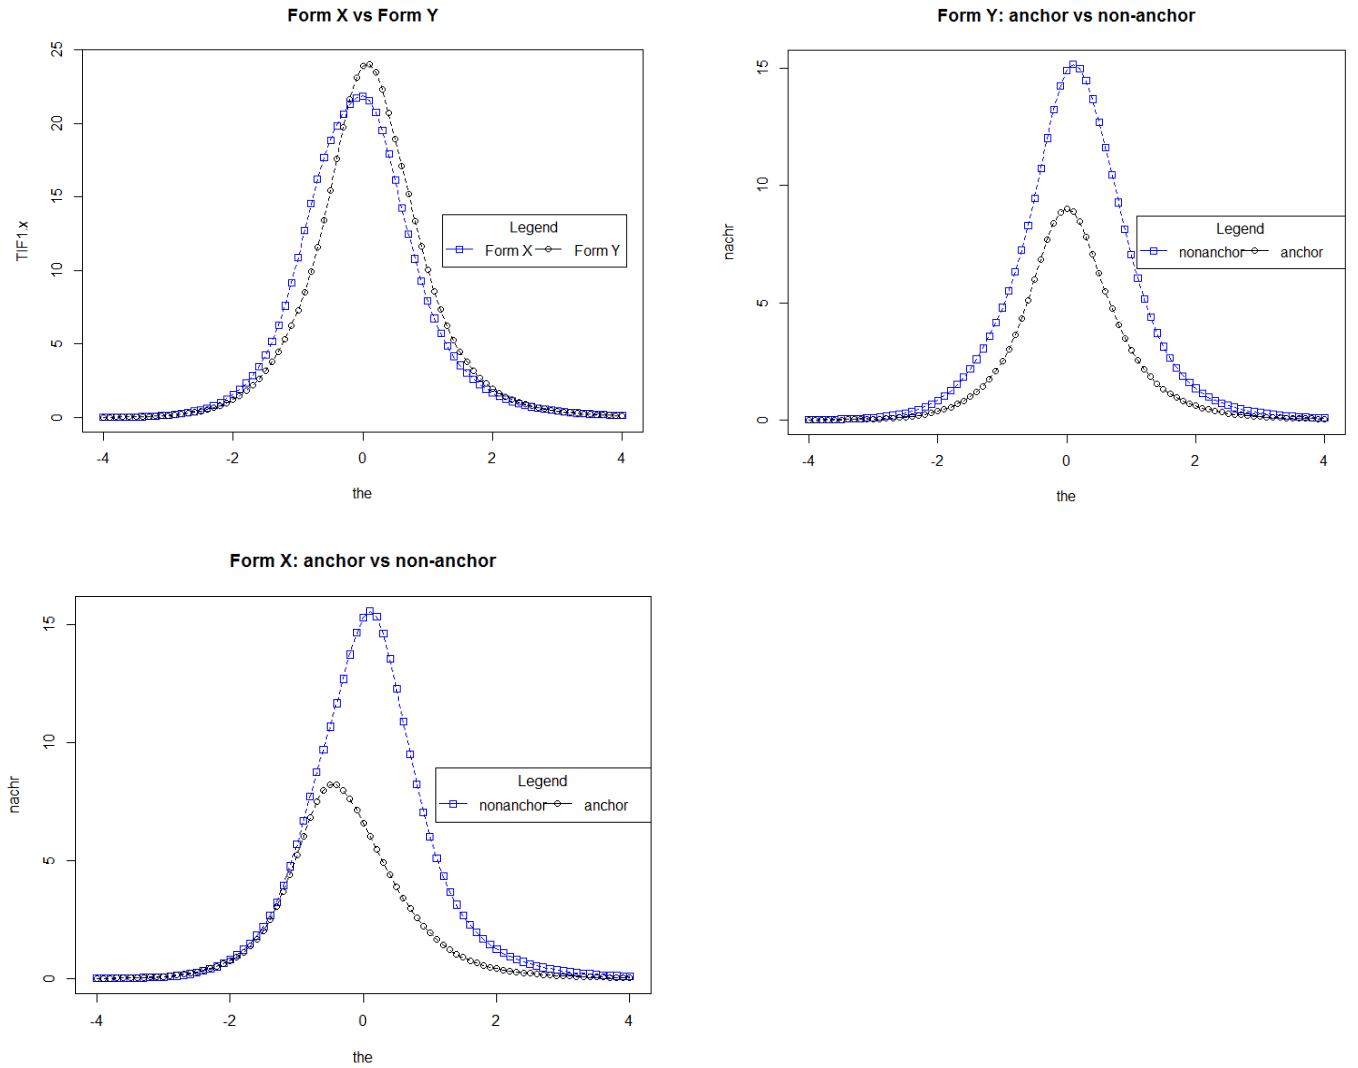 Form X vs Form Y
TIF1.x
25
20
15
10
5
0
Legend
Form X Form Y
-4 -2 0 2 4
the
Form Y: anchor vs non-anchor
nachr
15
10
5
0
Legend
nonanchor anchor
-4 -2 0 2 4
the
Form X: anchor vs non-anchor
nachr
15
10
5
0
Legend
nonanchor anchor
-4 -2 0 2 4
the